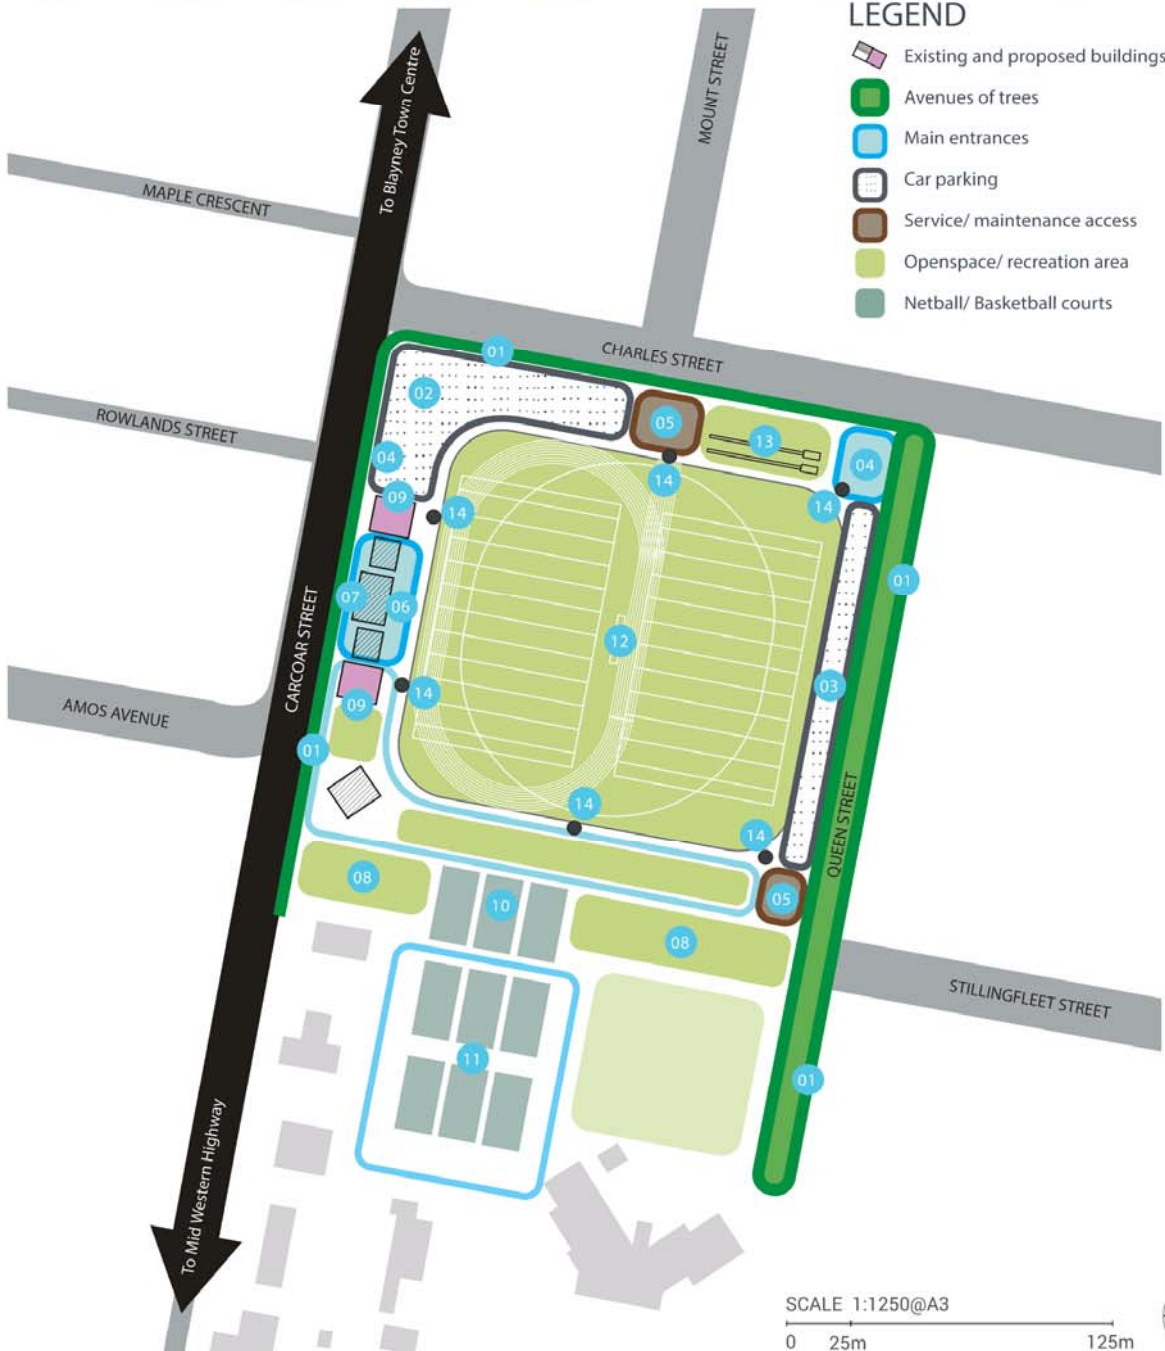 LEGEND
Existing and proposed buildings
Avenues of trees
Main entrances
Car parking
Service/ maintenance access
Openspace/ recreation area
Netball/ Basketball courts
To Blayney Town Centre
MOUNT STREET
MAPLE CRESCENT
CHARLES STREET
01
02
05
13
04
04
ROWLANDS STREET
09
14
14
14
01
07
06
12
CARCOAR STREET
03
14
09
AMOS AVENUE
01
14
14
QUEEN STREET
08
10
05
08
STILLINGFLEET STREET
11
01
To Mid Western Highway
SCALE 1:1250@A3
0 25m 125m